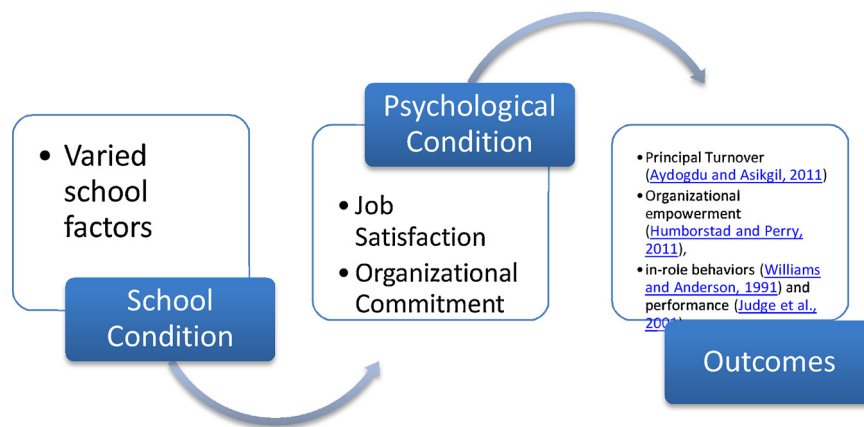 • Varied
school
factors
School
Condition
Psychological
Condition
• Job
Satisfaction
• Organizational
Commitment
• Principal Turnover
(Aydogdu and Asikgil, 2011)
• Organizational
empowerment
(Humborstad and Perry,
2011),
• in-role behaviors (Williams
and Anderson, 1991) and
performance (Judge et al.,
2001)
Outcomes